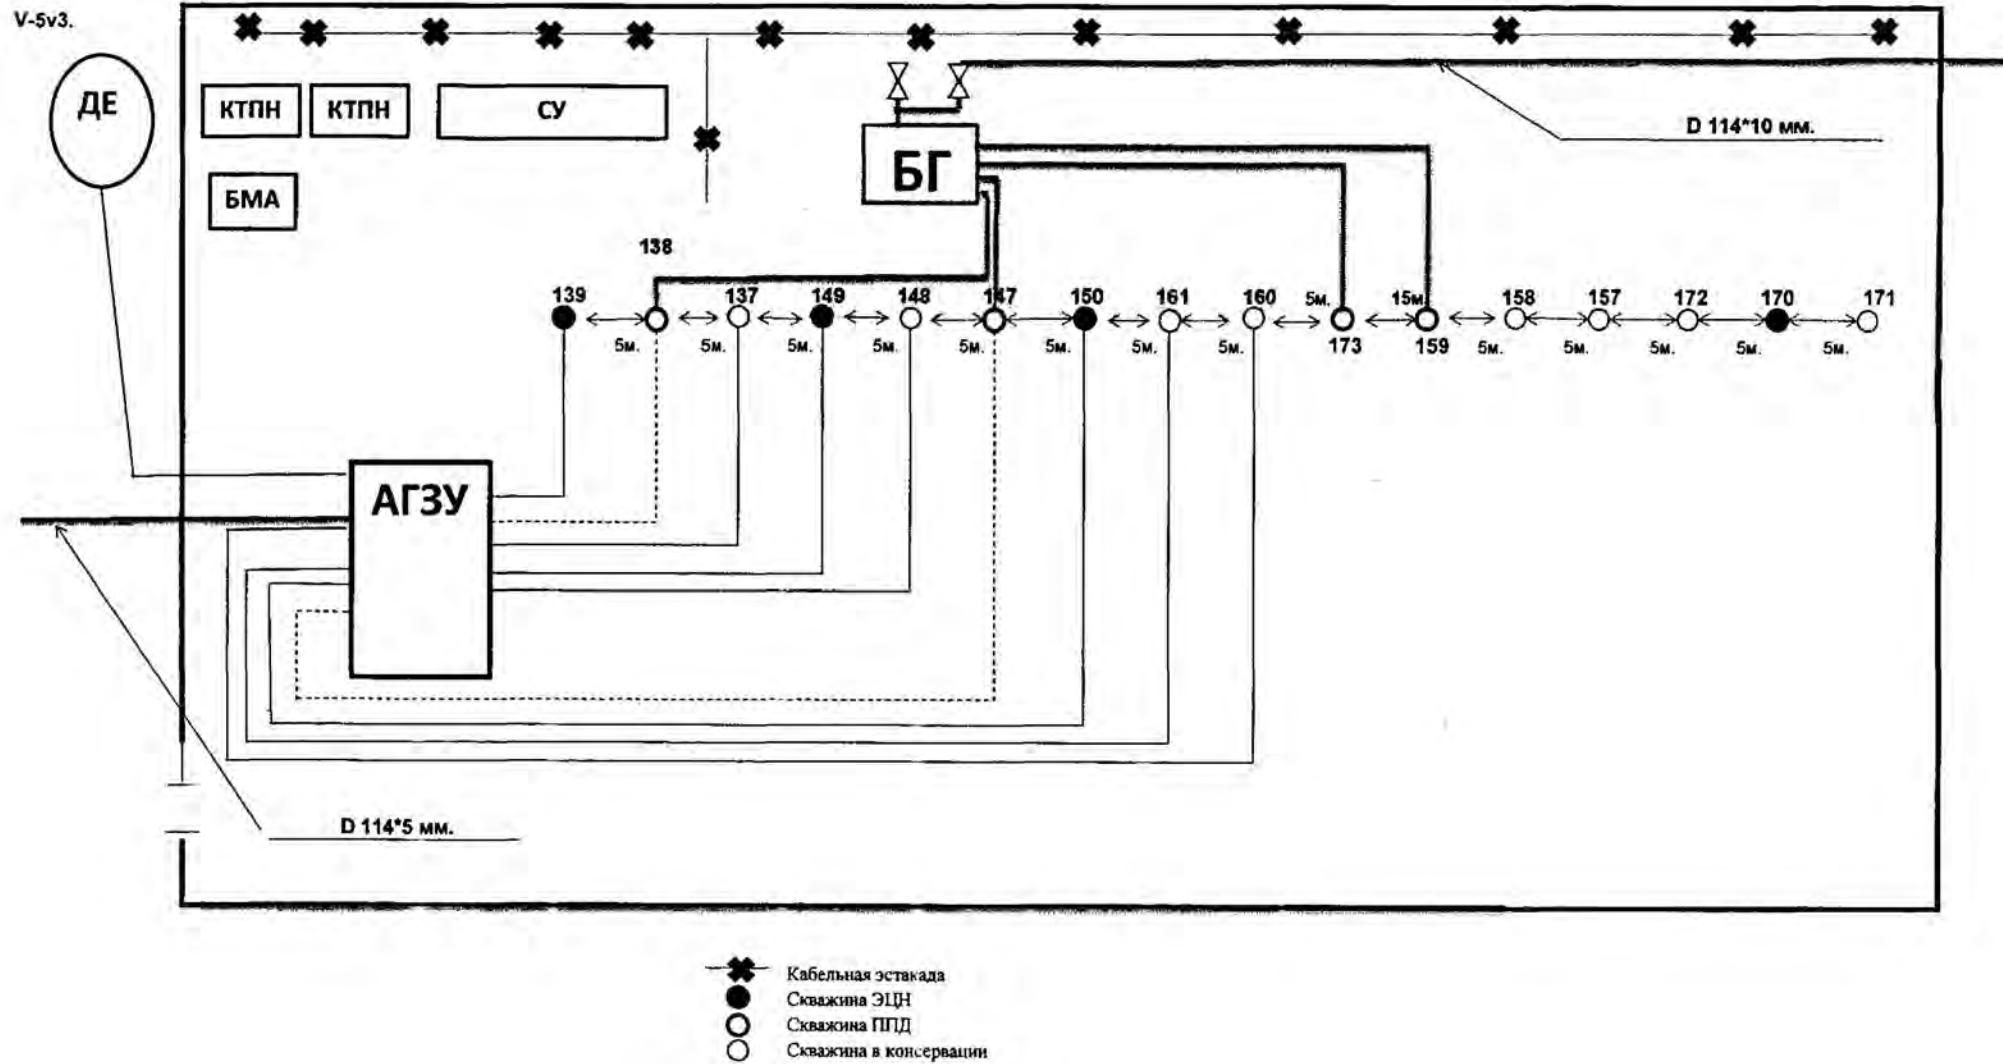 V-5v3.
ДЕ
КТПН
КТПН
СУ
БМА
БГ
D 114*10 мм.
138
139
137
149
148
147
150
161
160
5м.
15м
158
157
172
170
171
5м.
5м.
5м.
5м.
5м.
5м.
5м.
5м.
173
159
5м.
5м.
5м.
5м.
5м.
АГЗУ
D 114*5 мм.
Кабельная эстакада
Скважина ЭЦН
Скважина ППД
Скважина в консервации